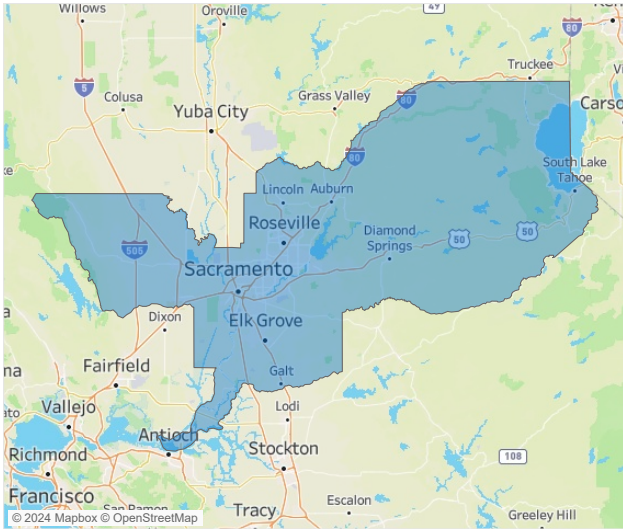 Willows
Oroville
49
80
Truckee
5
Colusa
Grass Valley
80
Carso
Yuba City
80
South Lake
Tahoe
Lincoln
Auburn
Roseville
Diamond
Springs
50
50
505
Sacramento
Dixon
Elk Grove
Fairfield
Galt
Vallejo
Lodi
Antioch
Richmond
Stockton
108
Francisco
San Ramon
Tracy
Escalon
Greeley Hill
© 2024 Mapbox © OpenStreetMap